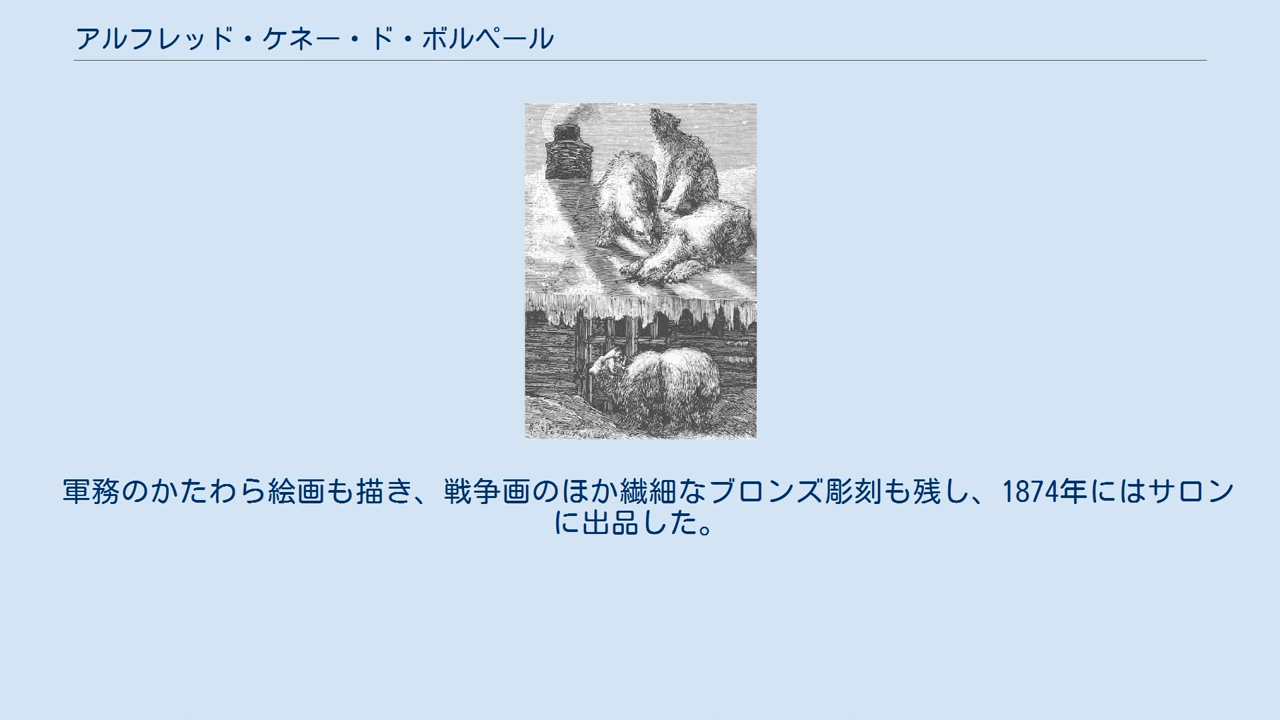 アルフレッド・ケネー・ド・ボルペール
軍務のかたわら絵画も描き、戦争画のほか繊細なブロンズ彫刻も残し、1874年にはサロン
に出品した。